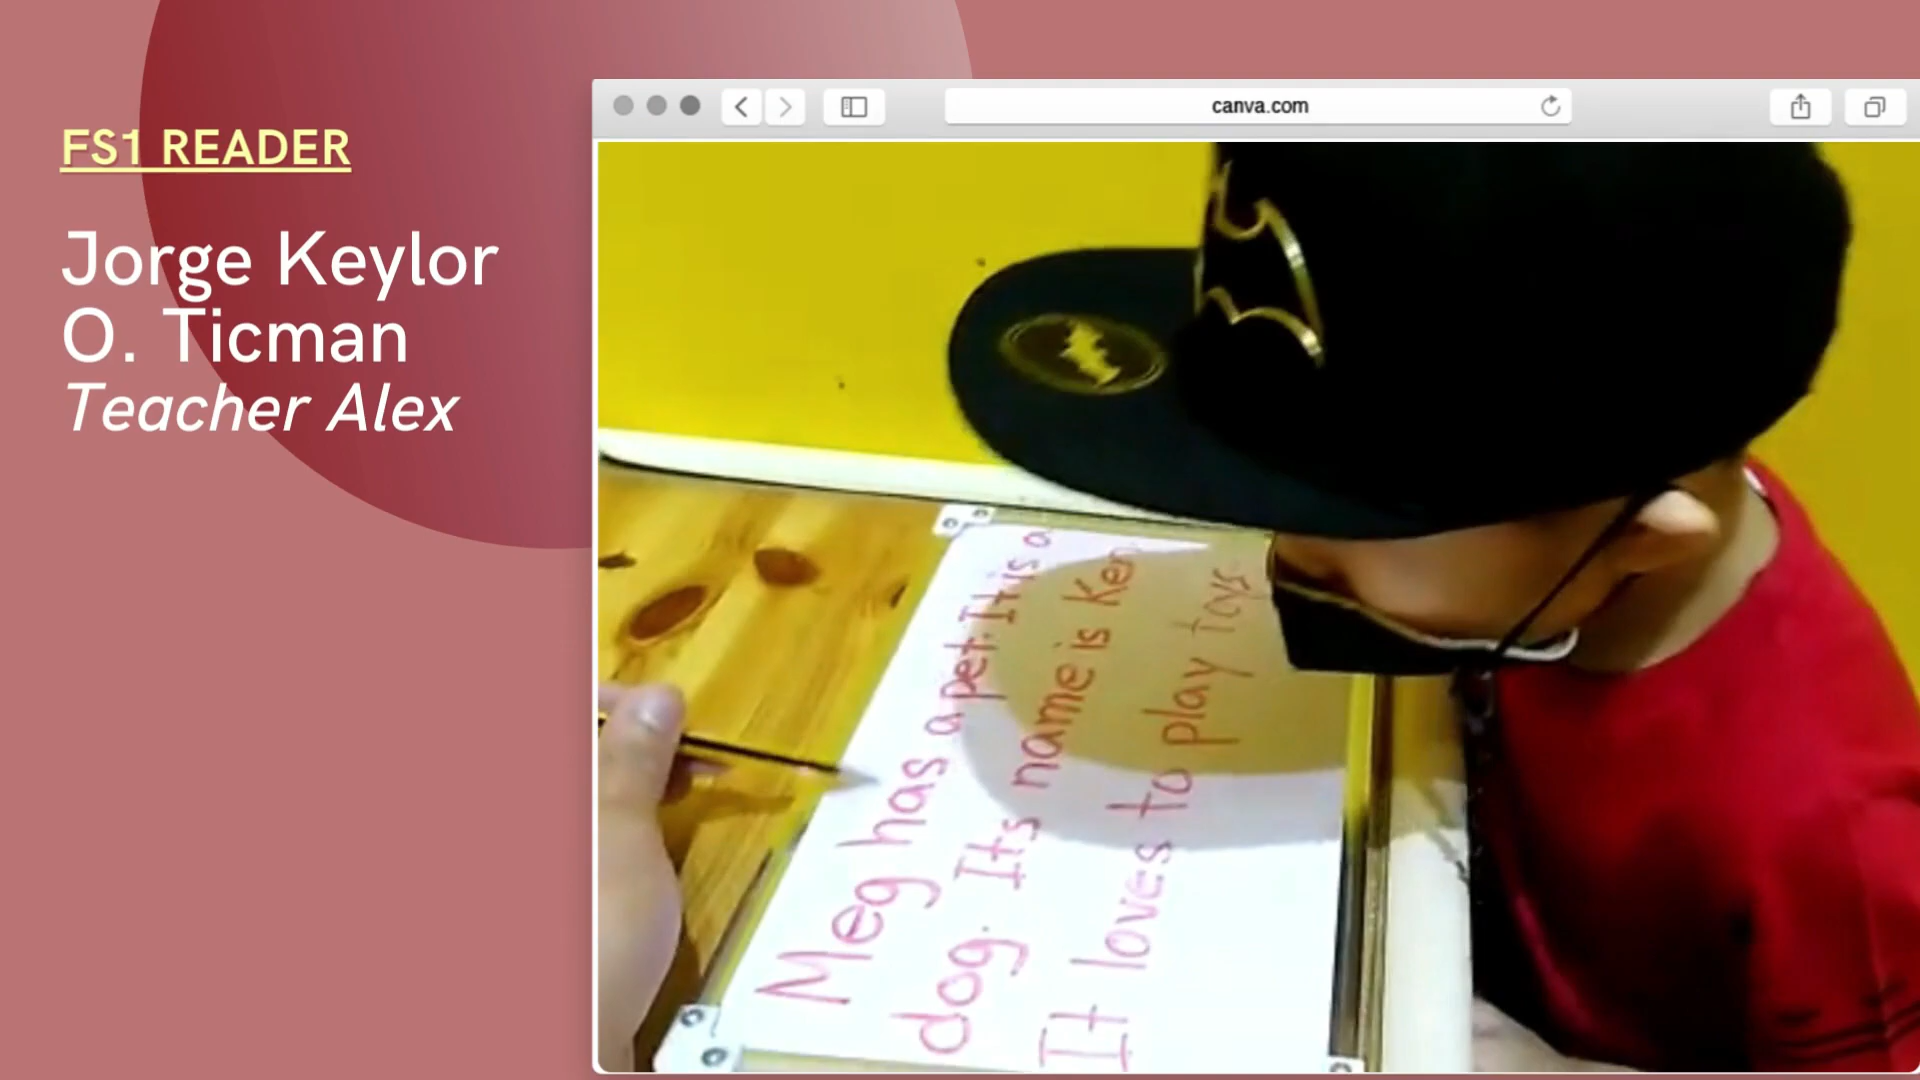 FS1 READER
Jorge Keylor
O. Ticman
Teacher Alex
canva.com
Meg has a pet. It is a
dog. Its name is Ken.
It loves to play toys.